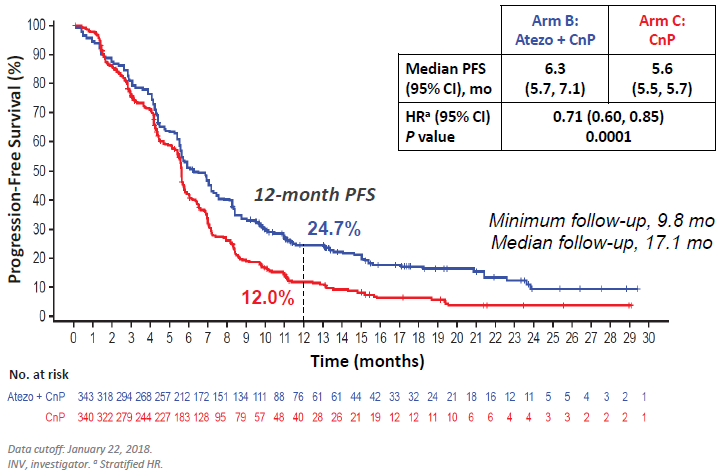 Arm B:
Atezo + CnP
Arm C:
CnP
Median PFS
(95% CI), mo
6.3
(5.7, 7.1)
5.6
(5.5, 5.7)
HRᵃ (95% CI)
P value
0.71 (0.60, 0.85)
0.0001
Progression-Free Survival (%)
100
90
80
70
60
50
40
30
20
10
0
12-month PFS
24.7%
12.0%
Minimum follow-up, 9.8 mo
Median follow-up, 17.1 mo
0 1 2 3 4 5 6 7 8 9 10 11 12 13 14 15 16 17 18 19 20 21 22 23 24 25 26 27 28 29 30
Time (months)
No. at risk
Atezo + CnP 343 318 294 268 257 212 172 151 134 111 88 76 61 61 44 42 33 32 24 21 18 16 12 11 5 5 4 3 2 1
CnP 340 322 279 244 227 183 128 95 79 57 48 40 28 26 21 19 12 12 11 10 6 6 4 4 3 3 2 2 2 1
Data cutoff: January 22, 2018.
INV, investigator. ᵃ Stratified HR.